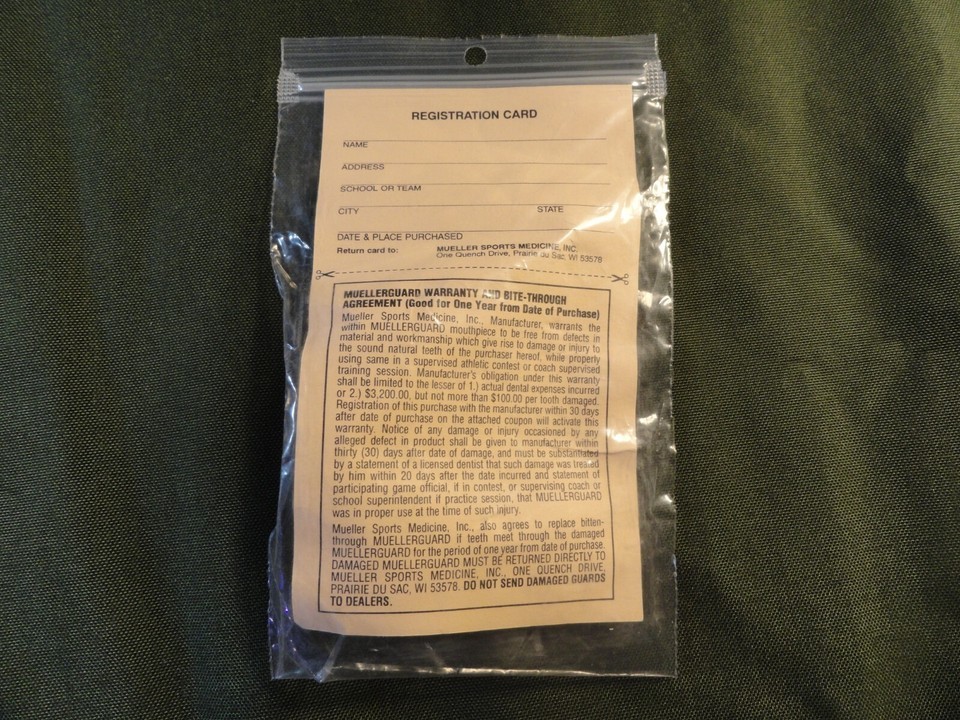 REGISTRATION CARD
NAME
ADDRESS
SCHOOL OR TEAM
CITY STATE
DATE & PLACE PURCHASED
Return card to: MUELLER SPORTS MEDICINE, INC.
One Quench Drive, Prairie du Sac, WI 53578
MUELLERGUARD WARRANTY AND BITE-THROUGH
AGREEMENT (Good for One Year from Date of Purchase)
Mueller Sports Medicine, Inc., Manufacturer, warrants the
within MUELLERGUARD mouthpiece to be free from defects in
material and workmanship which give rise to damage or injury to
the sound natural teeth of the purchaser hereof, while properly
using same in a supervised athletic contest or coach supervised
training session. Manufacturer's obligation under this warranty
shall be limited to the lesser of 1.) actual dental expenses incurred
or 2.) $3,200.00, but not more than $100.00 per tooth damaged.
Registration of this purchase with the manufacturer within 30 days
after date of purchase on the attached coupon will activate this
warranty. Notice of any damage or injury occasioned by any
alleged defect in product shall be given to manufacturer within
thirty (30) days after date of damage, and must be substantiated
by a statement of a licensed dentist that such damage was treated
by him within 20 days after the date incurred and statement of
participating game official, if in contest, or supervising coach or
school superintendent if practice session, that MUELLERGUARD
was in proper use at the time of such injury.
Mueller Sports Medicine, Inc., also agrees to replace bitten-
through MUELLERGUARD if teeth meet through the damaged
MUELLERGUARD for the period of one year from date of purchase.
DAMAGED MUELLERGUARD MUST BE RETURNED DIRECTLY TO
MUELLER SPORTS MEDICINE, INC., ONE QUENCH DRIVE,
PRAIRIE DU SAC, WI 53578. DO NOT SEND DAMAGED GUARDS
TO DEALERS.